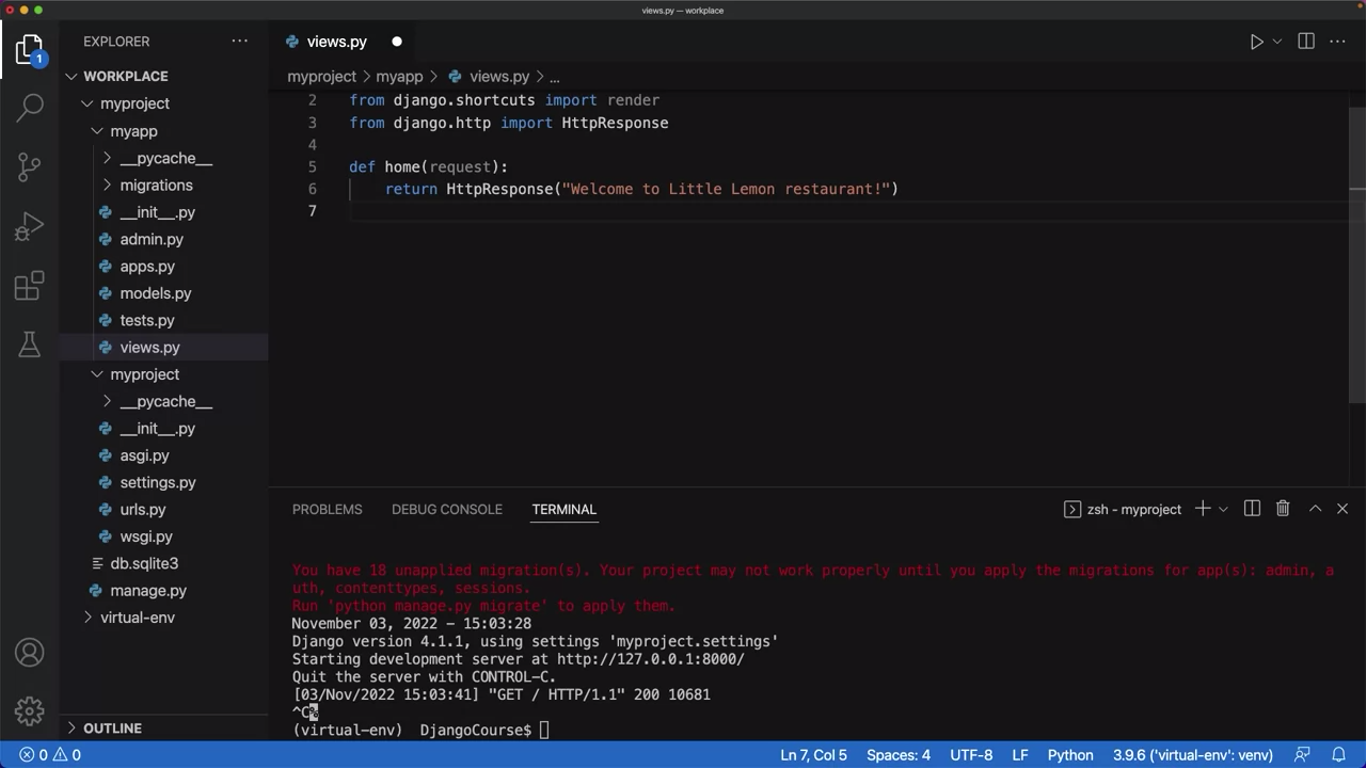 views.py — workplace
1
EXPLORER
WORKPLACE
myproject
myapp
__pycache__
migrations
__init__.py
admin.py
apps.py
models.py
tests.py
views.py
myproject
__pycache__
__init__.py
asgi.py
settings.py
urls.py
wsgi.py
db.sqlite3
manage.py
virtual-env
OUTLINE
views.py
myproject > myapp > views.py > ...
2 from django.shortcuts import render
3 from django.http import HttpResponse
4
5 def home(request):
6 return HttpResponse("Welcome to Little Lemon restaurant!")
7
PROBLEMS DEBUG CONSOLE TERMINAL
zsh - myproject
You have 18 unapplied migration(s). Your project may not work properly until you apply the migrations for app(s): admin, a
uth, contenttypes, sessions.
Run 'python manage.py migrate' to apply them.
November 03, 2022 - 15:03:28
Django version 4.1.1, using settings 'myproject.settings'
Starting development server at http://127.0.0.1:8000/
Quit the server with CONTROL-C.
[03/Nov/2022 15:03:41] "GET / HTTP/1.1" 200 10681
^C%
(virtual-env) DjangoCourse$
0 0 Ln 7, Col 5 Spaces: 4 UTF-8 LF Python 3.9.6 ('virtual-env': venv)